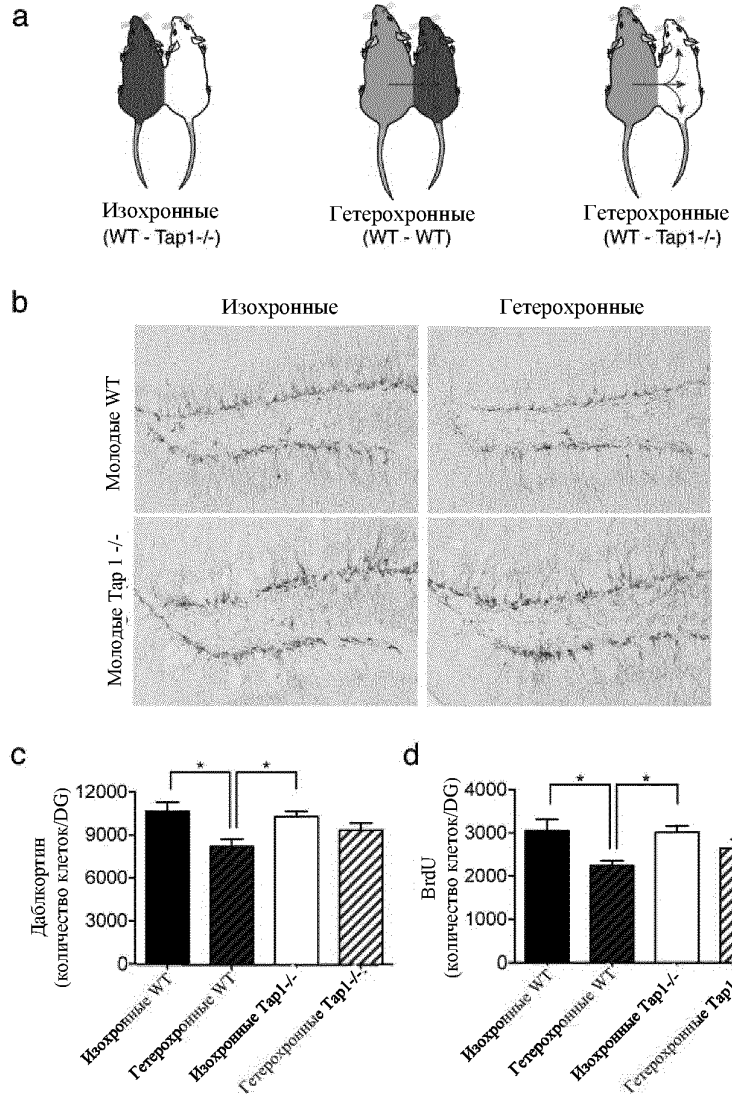 a
Изохронные
(WT - Tap1-/-)
Гетерохронные
(WT - WT)
Гетерохронные
(WT - Tap1-/-)
b
Изохронные
Гетерохронные
Молодые WT
Молодые Tap 1 -/-
c
Даблкортин
(количество клеток/DG)
12000
9000
6000
3000
0
*
*
Изохронные WT
Гетерохронные WT
Изохронные Tap1-/-
Гетерохронные Tap1-/-
d
BrdU
(количество клеток/DG)
4000
3000
2000
1000
0
*
*
Изохронные WT
Гетерохронные WT
Изохронные Tap1-/-
Гетерохронные